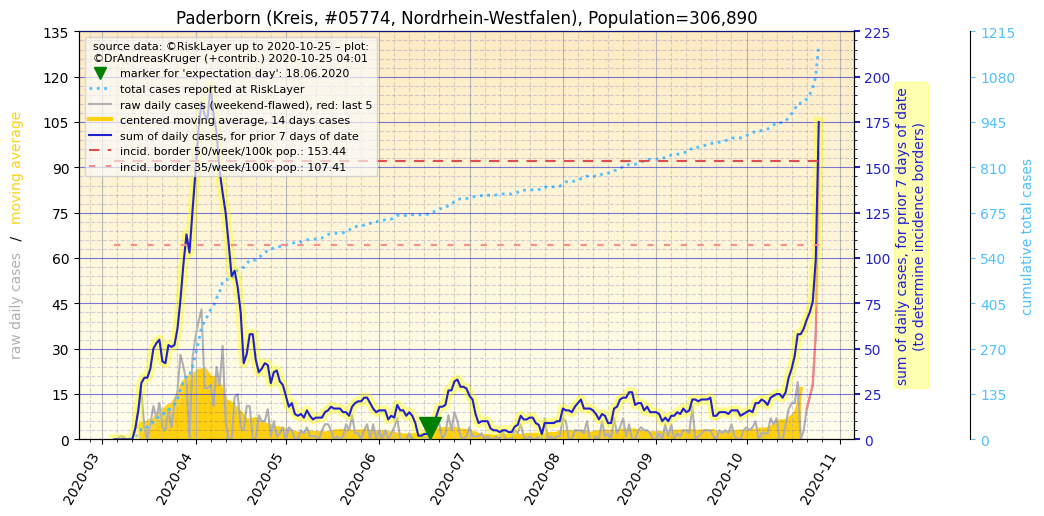 Paderborn (Kreis, #05774, Nordrhein-Westfalen), Population=306,890
source data: ©RiskLayer up to 2020-10-25 – plot:
©DrAndreasKruger (+contrib.) 2020-10-25 04:01
marker for 'expectation day': 18.06.2020
total cases reported at RiskLayer
raw daily cases (weekend-flawed), red: last 5
centered moving average, 14 days cases
sum of daily cases, for prior 7 days of date
incid. border 50/week/100k pop.: 153.44
incid. border 35/week/100k pop.: 107.41
raw daily cases / moving average
135
120
105
90
75
60
45
30
15
0
2020-03
2020-04
2020-05
2020-06
2020-07
2020-08
2020-09
2020-10
2020-11
225
200
175
150
125
100
75
50
25
0
sum of daily cases, for prior 7 days of date
(to determine incidence borders)
1215
1080
945
810
675
540
405
270
135
0
cumulative total cases